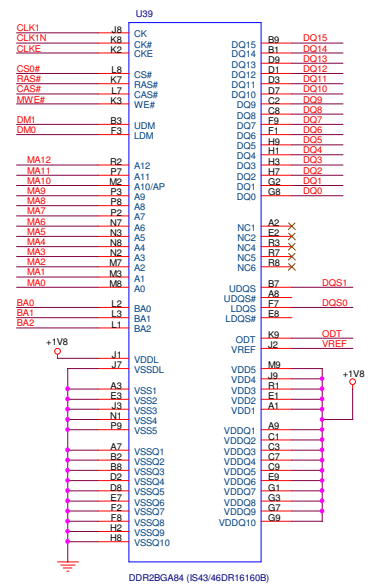 U39
CLK1 J8 CK
CLK1N K8 CK#
CLKE K2 CKE
CS0# L8 CS#
RAS# K7 RAS#
CAS# L7 CAS#
MWE# K3 WE#
DM1 B3 UDM
DM0 F3 LDM
MA12 R2 A12
MA11 P7 A11
MA10 M2 A10/AP
MA9 P3 A9
MA8 P8 A8
MA7 P2 A7
MA6 N7 A6
MA5 N3 A5
MA4 N8 A4
MA3 N2 A3
MA2 M7 A2
MA1 M3 A1
MA0 M8 A0
BA0 L2 BA0
BA1 L3 BA1
BA2 L1 BA2
+1V8
J1 VDDL
J7 VSSDL
A3 VSS1
E3 VSS2
J3 VSS3
N1 VSS4
P9 VSS5
A7 VSSQ1
B2 VSSQ2
B8 VSSQ3
D2 VSSQ4
D8 VSSQ5
E7 VSSQ6
F2 VSSQ7
F8 VSSQ8
H2 VSSQ9
H8 VSSQ10
DQ15 B9 DQ15
DQ14 B1 DQ14
DQ13 D9 DQ13
DQ12 D1 DQ12
DQ11 D3 DQ11
DQ10 D7 DQ10
DQ9 C2 DQ9
DQ8 C8 DQ8
DQ7 F9 DQ7
DQ6 F1 DQ6
DQ5 H9 DQ5
DQ4 H1 DQ4
DQ3 H3 DQ3
DQ2 H7 DQ2
DQ1 G2 DQ1
DQ0 G8 DQ0
NC1 A2
NC2 E2
NC4 R3
NC5 R7
NC6 R8
UDQS B7 DQS1
UDQS# A8
LDQS F7 DQS0
LDQS# E8
ODT K9 ODT
VREF J2 VREF
VDD5 M9
VDD4 J9
VDD3 R1
VDD2 E1
VDD1 A1
+1V8
VDDQ1 A9
VDDQ2 C1
VDDQ3 C3
VDDQ4 C7
VDDQ5 C9
VDDQ6 E9
VDDQ7 G1
VDDQ8 G3
VDDQ9 G7
VDDQ10 G9
DDR2BGA84 (IS43/46DR16160B)